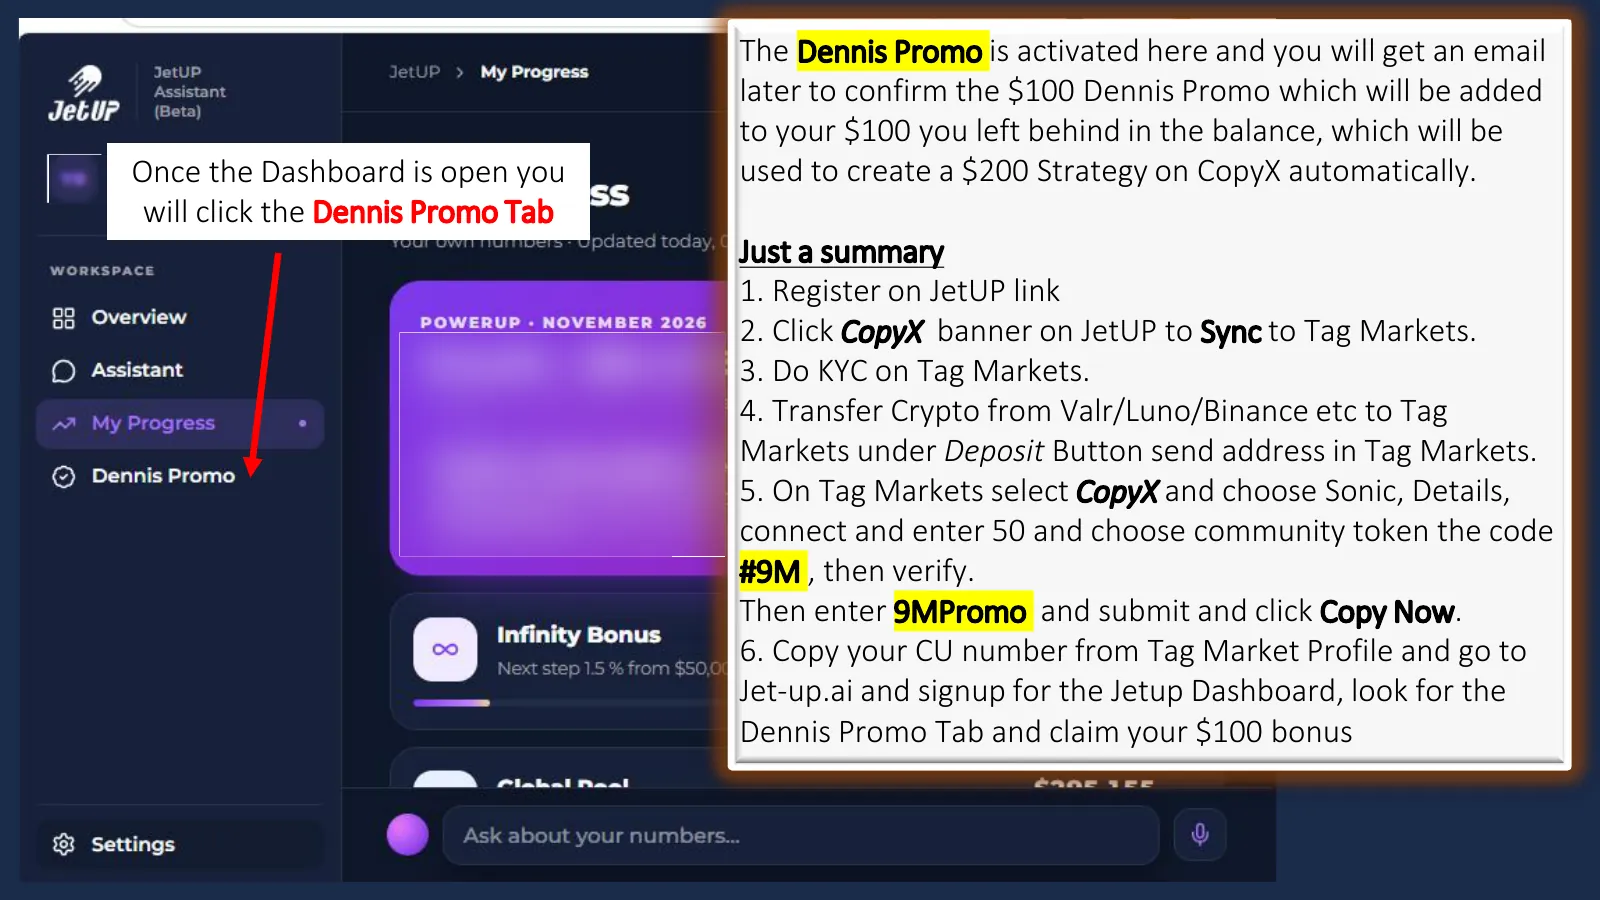 JetUP
JetUP
Assistant
(Beta)
JetUP > My Progress
Once the Dashboard is open you
will click the Dennis Promo Tab
ss
Your own numbers · Updated today,
WORKSPACE
Overview
Assistant
My Progress
Dennis Promo
Settings
POWERUP · NOVEMBER 2026
Infinity Bonus
Next step 1.5 % from $50,00
Global Pool
$295,155
Ask about your numbers...
The Dennis Promo is activated here and you will get an email
later to confirm the $100 Dennis Promo which will be added
to your $100 you left behind in the balance, which will be
used to create a $200 Strategy on CopyX automatically.
Just a summary
1. Register on JetUP link
2. Click CopyX banner on JetUP to Sync to Tag Markets.
3. Do KYC on Tag Markets.
4. Transfer Crypto from Valr/Luno/Binance etc to Tag
Markets under Deposit Button send address in Tag Markets.
5. On Tag Markets select CopyX and choose Sonic, Details,
connect and enter 50 and choose community token the code
#9M , then verify.
Then enter 9MPromo and submit and click Copy Now.
6. Copy your CU number from Tag Market Profile and go to
Jet-up.ai and signup for the Jetup Dashboard, look for the
Dennis Promo Tab and claim your $100 bonus